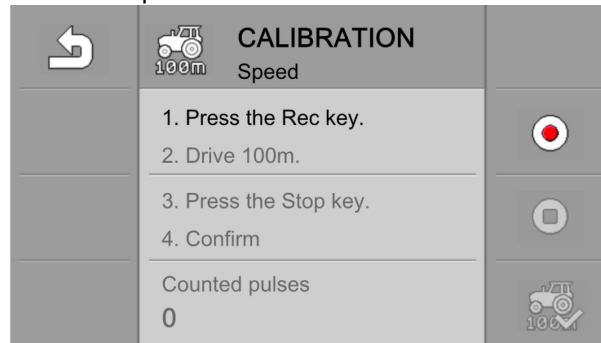 CALIBRATION
100m
Speed
1. Press the Rec key.
2. Drive 100m.
3. Press the Stop key.
4. Confirm
Counted pulses
0